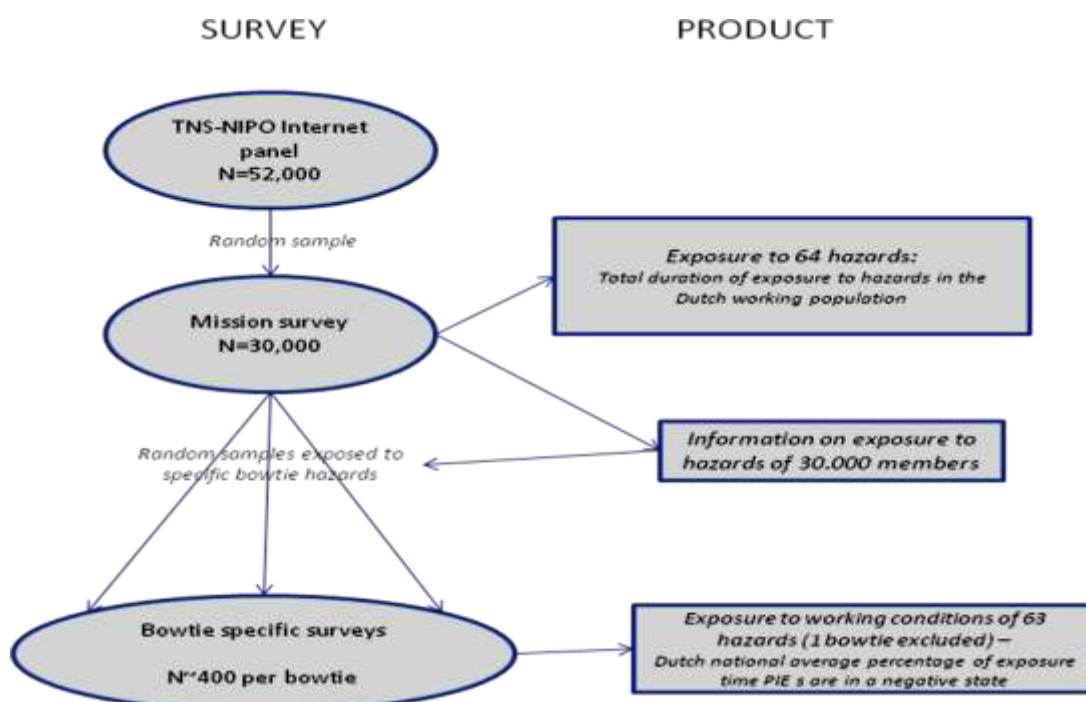 SURVEY
PRODUCT
TNS-NIPO Internet
panel
N=52,000
Random sample
Exposure to 64 hazards:
Total duration of exposure to hazards in the
Dutch working population
Mission survey
N=30,000
Random samples exposed to
specific bowtie hazards
Information on exposure to
hazards of 30.000 members
Bowtie specific surveys
N~400 per bowtie
Exposure to working conditions of 63
hazards (1 bowtie excluded) –
Dutch national average percentage of exposure
time PIE s are in a negative state